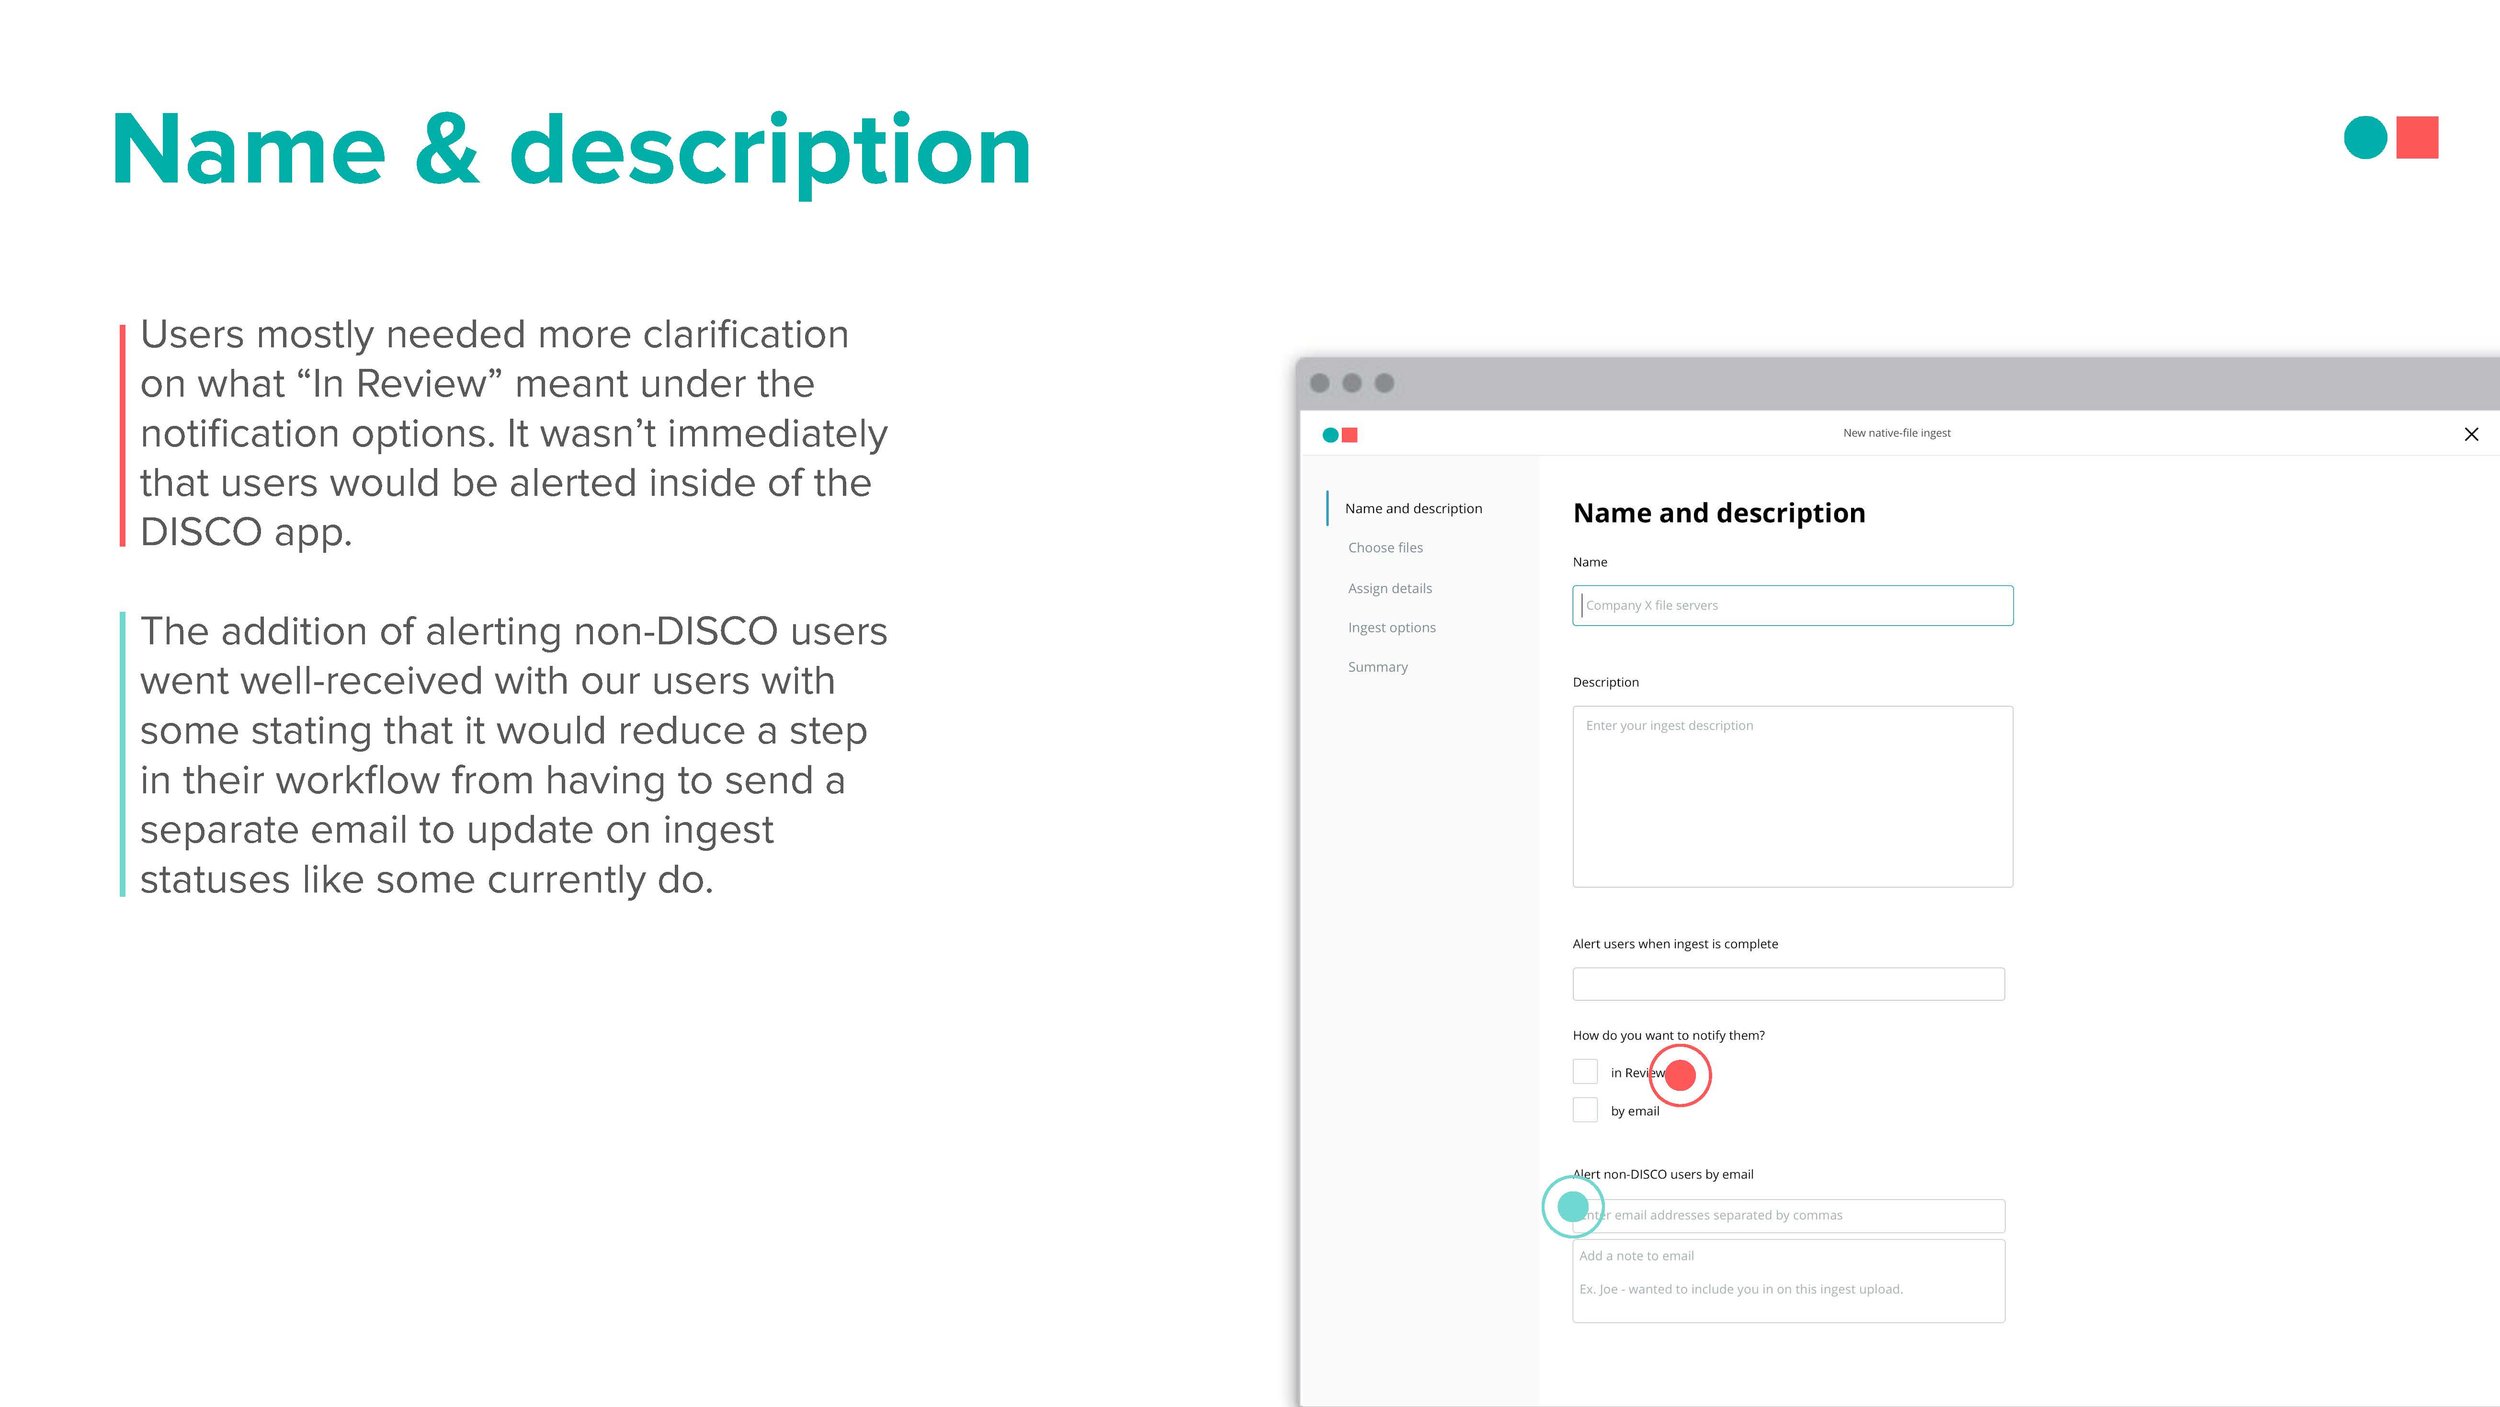 Name & description
Users mostly needed more clarification
on what “In Review” meant under the
notification options. It wasn’t immediately
that users would be alerted inside of the
DISCO app.
The addition of alerting non-DISCO users
went well-received with our users with
some stating that it would reduce a step
in their workflow from having to send a
separate email to update on ingest
statuses like some currently do.
New native-file ingest
Name and description
Choose files
Assign details
Ingest options
Summary
Name and description
Name
Company X file servers
Description
Enter your ingest description
Alert users when ingest is complete
How do you want to notify them?
in Review
by email
Alert non-DISCO users by email
Enter email addresses separated by commas
Add a note to email
Ex. Joe - wanted to include you in on this ingest upload.